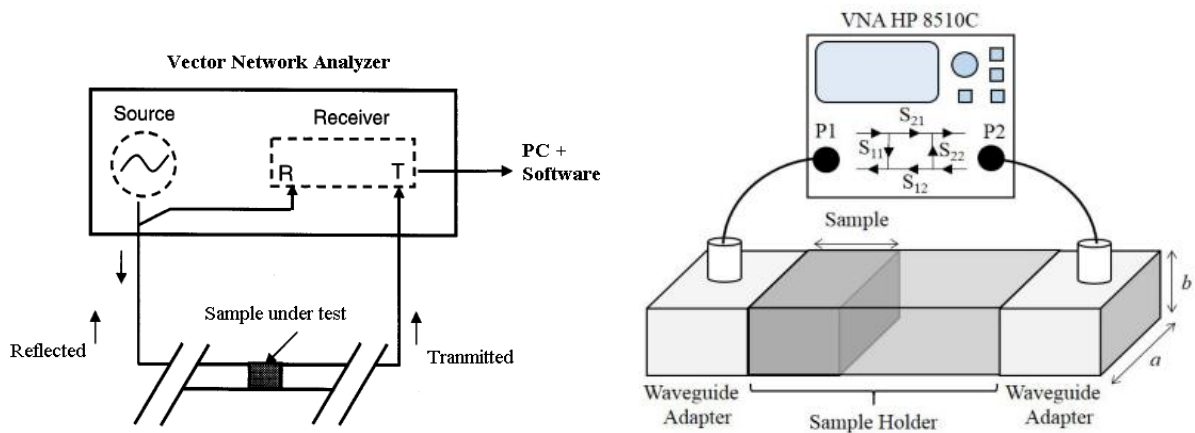 Vector Network Analyzer
Source
Receiver
R
T
PC +
Software
Sample under test
Reflected
Tranmitted
VNA HP 8510C
P1
S21
P2
S11
S22
S12
Sample
b
a
Waveguide
Adapter
Sample Holder
Waveguide
Adapter